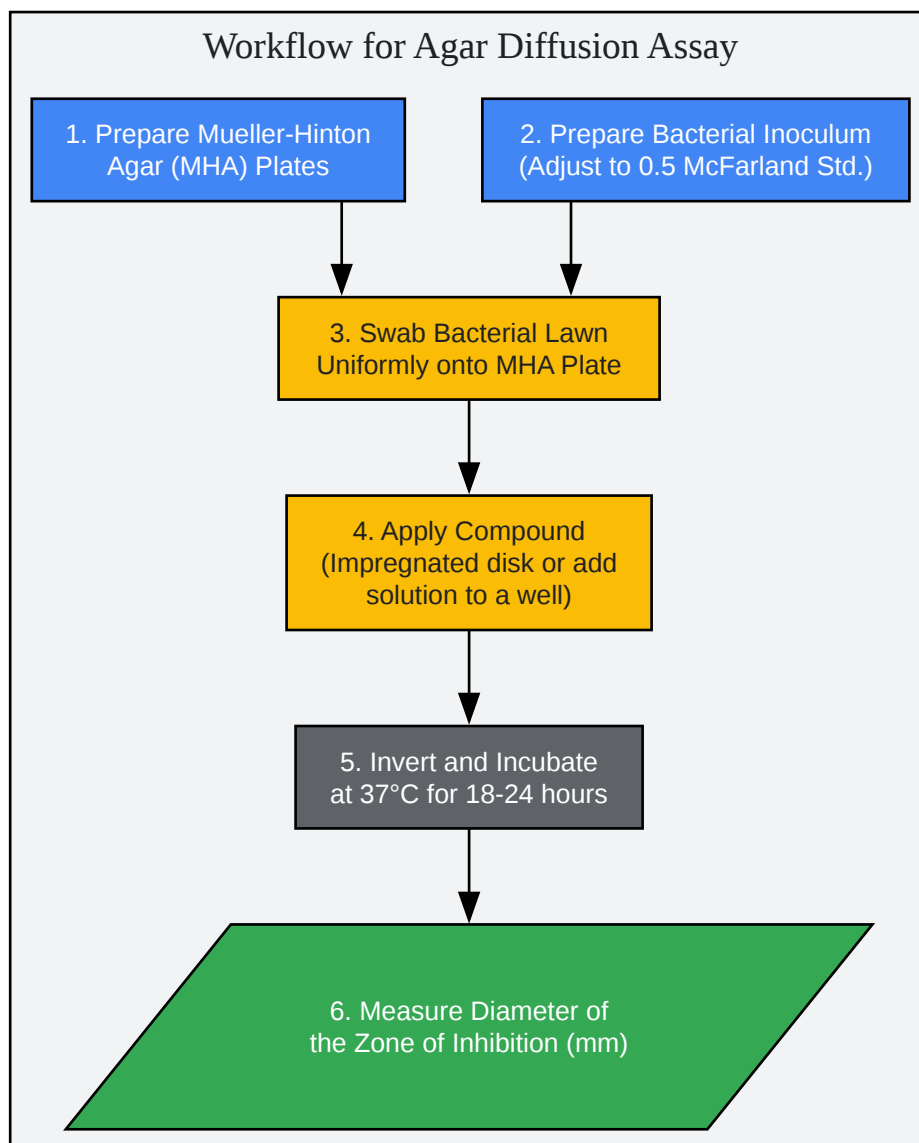 Workflow for Agar Diffusion Assay
1. Prepare Mueller-Hinton
Agar (MHA) Plates
2. Prepare Bacterial Inoculum
(Adjust to 0.5 McFarland Std.)
3. Swab Bacterial Lawn
Uniformly onto MHA Plate
4. Apply Compound
(Impregnated disk or add
solution to a well)
5. Invert and Incubate
at 37°C for 18-24 hours
6. Measure Diameter of
the Zone of Inhibition (mm)